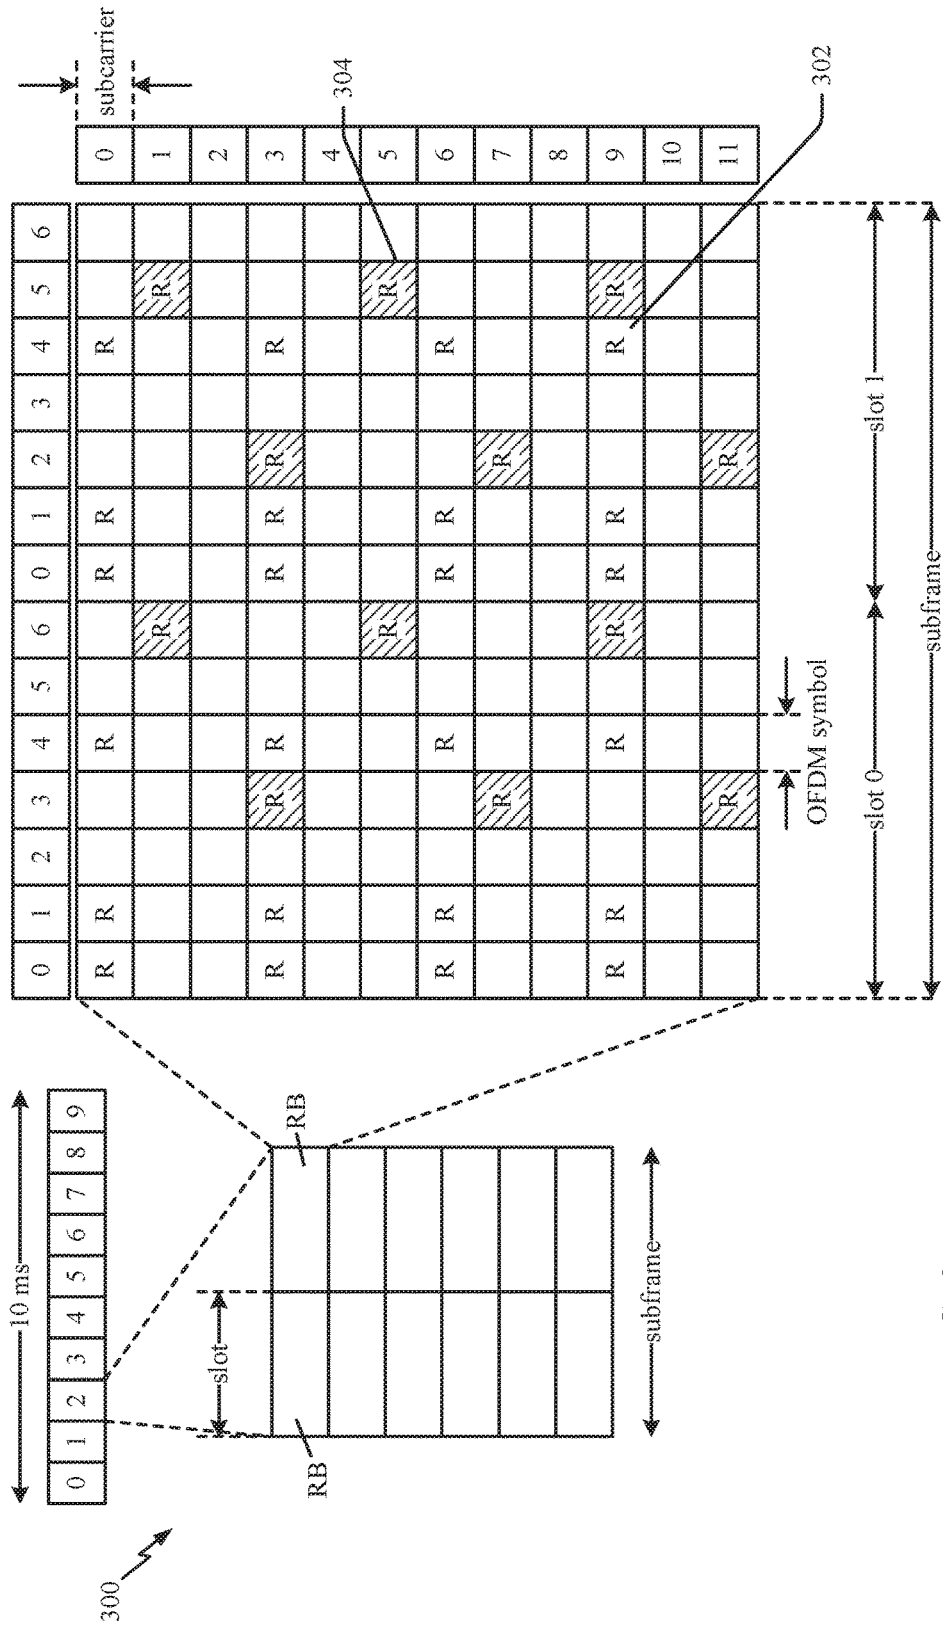 300
10 ms
0 1 2 3 4 5 6 7 8 9
slot
RB
RB
subframe
0 1 2 3 4 5 6 0 1 2 3 4 5 6
subcarrier
R R R R R R 0
R R 1
2
R R R R R R R R 3
4
R R 5
R R R R R R 6
R R 7
8
R R R R R R R R 9
10
R R 11
304
302
OFDM symbol
slot 0
slot 1
subframe